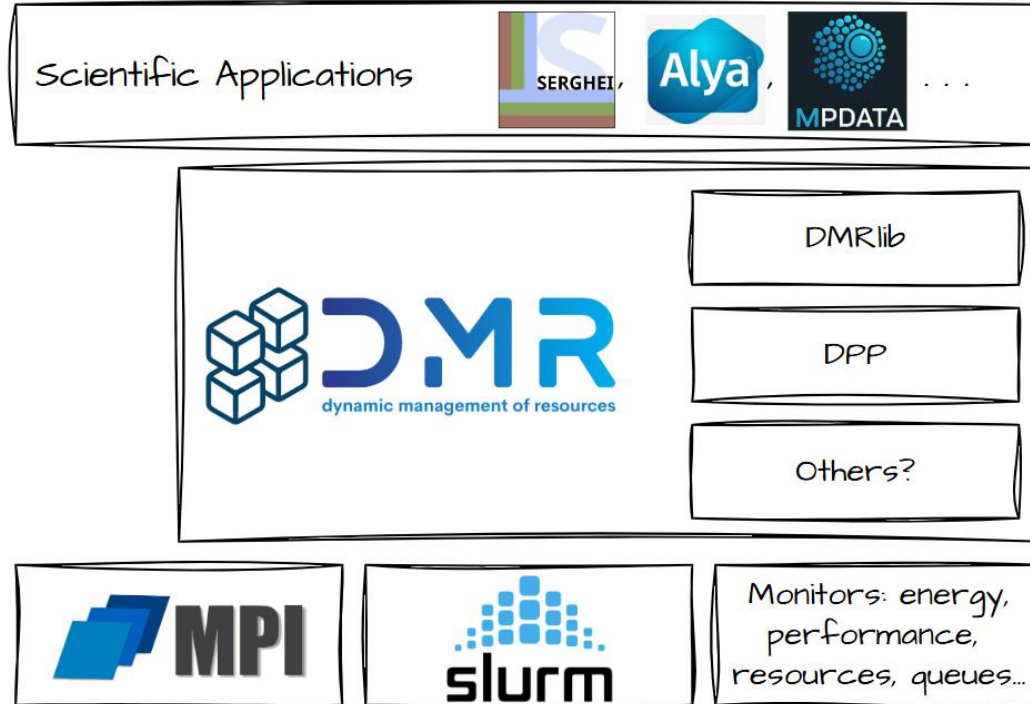 Scientific Applications
SERGHEI, Alya, MPDATA ...
DMRlib
DMR
dynamic management of resources
DPP
Others?
MPI
slurm
Monitors: energy,
performance,
resources, queues...